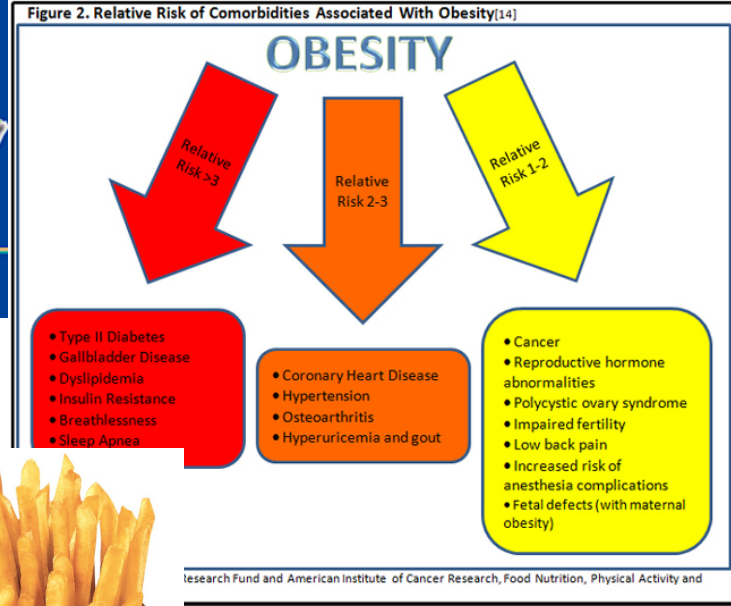 Figure 2. Relative Risk of Comorbidities Associated With Obesity[14]
OBESITY
Relative
Risk >3
Relative
Risk 2-3
Relative
Risk 1-2
• Type II Diabetes
• Gallbladder Disease
• Dyslipidemia
• Insulin Resistance
• Breathlessness
• Sleep Apnea
• Coronary Heart Disease
• Hypertension
• Osteoarthritis
• Hyperuricemia and gout
• Cancer
• Reproductive hormone
abnormalities
• Polycystic ovary syndrome
• Impaired fertility
• Low back pain
• Increased risk of
anesthesia complications
• Fetal defects (with maternal
obesity)
Research Fund and American Institute of Cancer Research, Food Nutrition, Physical Activity and